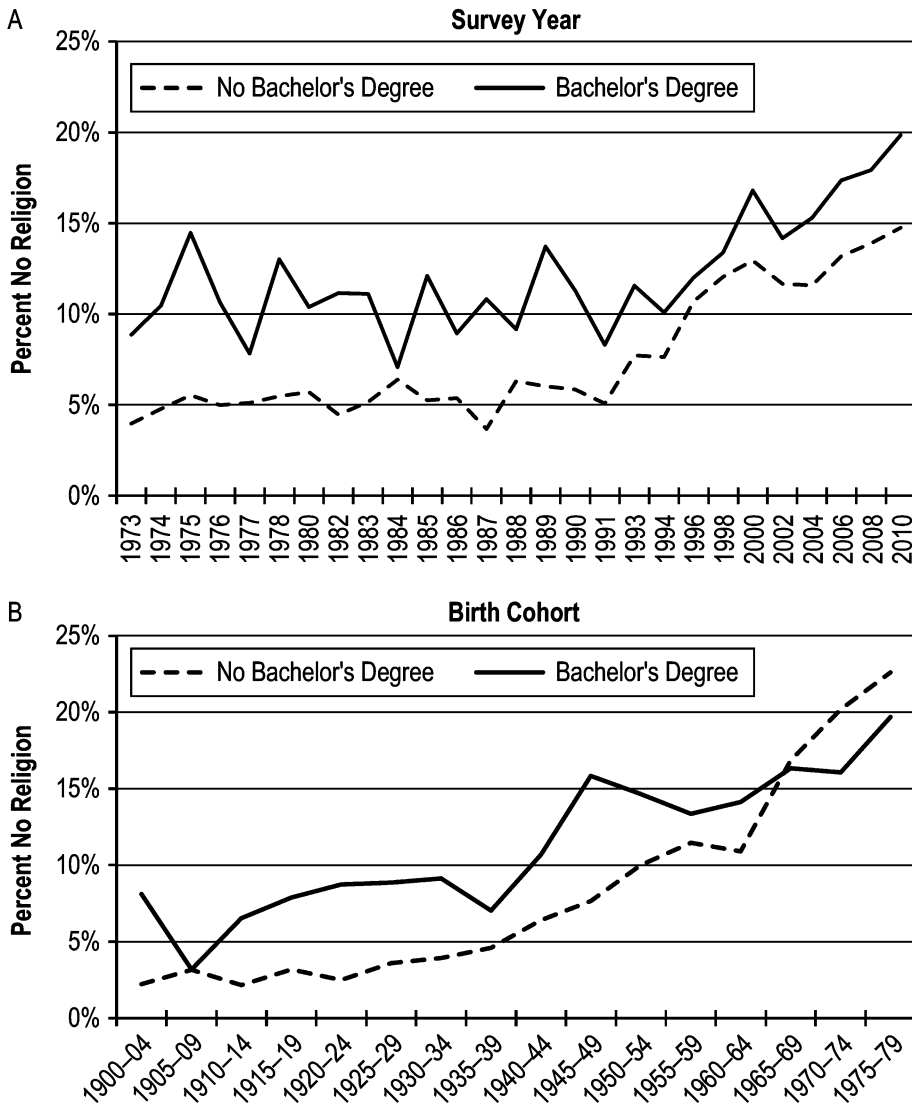 A
Survey Year
25%
No Bachelor's Degree Bachelor's Degree
20%
15%
10%
5%
0%
Percent No Religion
1973 1974 1975 1976 1977 1978 1980 1982 1983 1984 1985 1986 1987 1988 1989 1990 1991 1993 1994 1996 1998 2000 2002 2004 2006 2008 2010
B
Birth Cohort
25%
No Bachelor's Degree Bachelor's Degree
20%
15%
10%
5%
0%
Percent No Religion
1900–04 1905–09 1910–14 1915–19 1920–24 1925–29 1930–34 1935–39 1940–44 1945–49 1950–54 1955–59 1960–64 1965–69 1970–74 1975–79